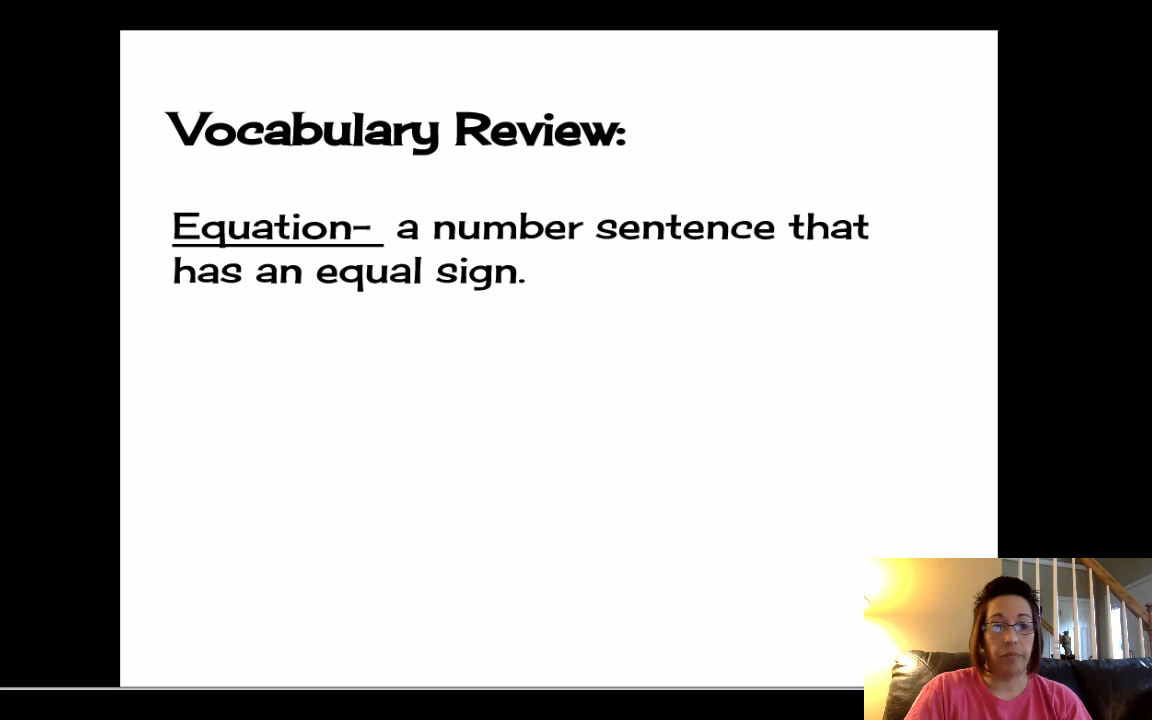 Vocabulary Review:
Equation- a number sentence that
has an equal sign.